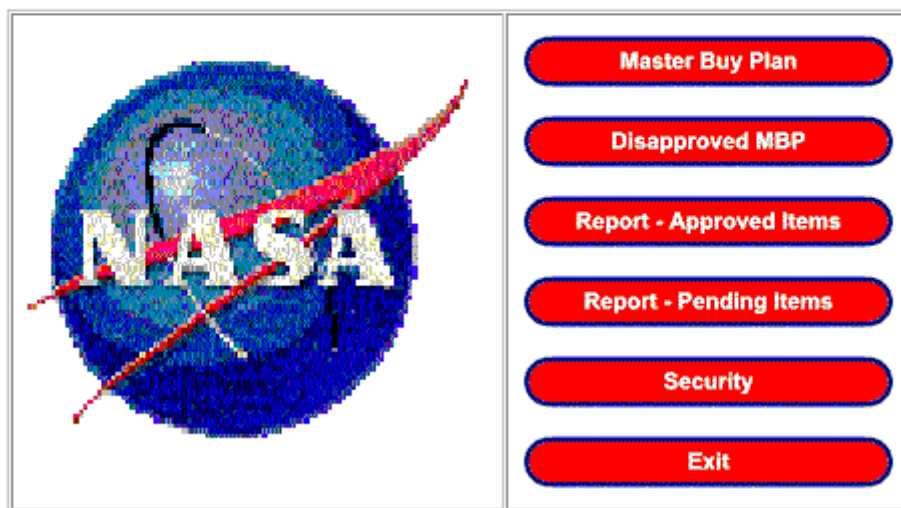 NASA
Master Buy Plan
Disapproved MBP
Report - Approved Items
Report - Pending Items
Security
Exit